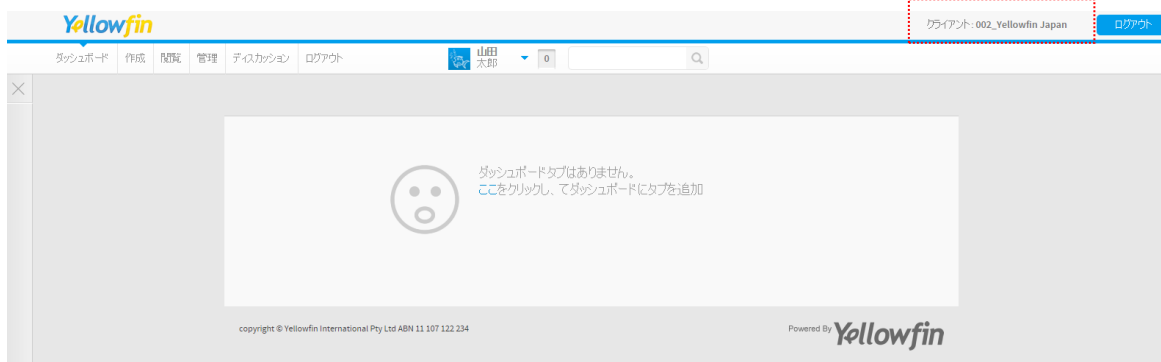 Yellowfin
クライアント: 002_Yellowfin Japan
ログアウト
ダッシュボード 作成 閲覧 管理 ディスカッション ログアウト
山田
太郎
0
ダッシュボードタブはありません。
ここをクリックし、てダッシュボードにタブを追加
copyright © Yellowfin International Pty Ltd ABN 11 107 122 234
Powered By Yellowfin